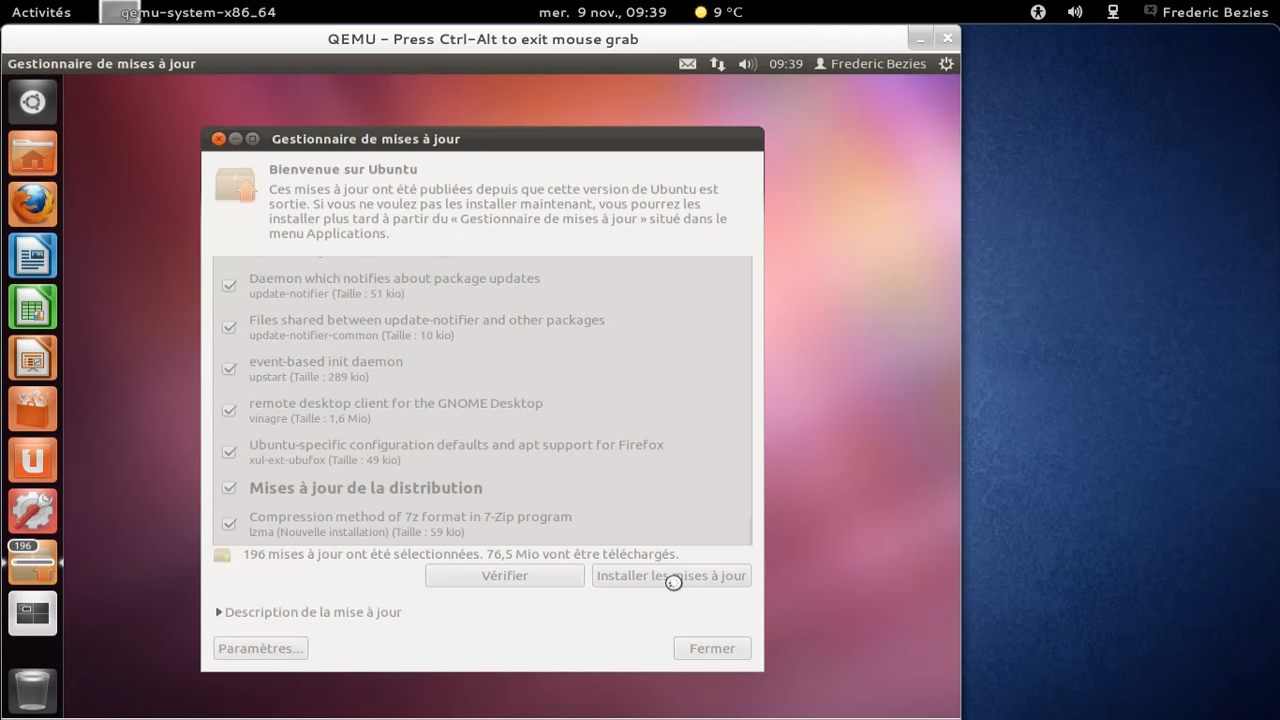 Activités
qemu-system-x86_64
mer. 9 nov., 09:39
9 °C
Frederic Bezies
QEMU - Press Ctrl-Alt to exit mouse grab
Gestionnaire de mises à jour
09:39
Frederic Bezies
Gestionnaire de mises à jour
Bienvenue sur Ubuntu
Ces mises à jour ont été publiées depuis que cette version de Ubuntu est
sortie. Si vous ne voulez pas les installer maintenant, vous pourrez les
installer plus tard à partir du « Gestionnaire de mises à jour » situé dans le
menu Applications.
Daemon which notifies about package updates
update-notifier (Taille : 51 kio)
Files shared between update-notifier and other packages
update-notifier-common (Taille : 10 kio)
event-based init daemon
upstart (Taille : 289 kio)
remote desktop client for the GNOME Desktop
vinagre (Taille : 1,6 Mio)
Ubuntu-specific configuration defaults and apt support for Firefox
xul-ext-ubufox (Taille : 49 kio)
Mises à jour de la distribution
Compression method of 7z format in 7-Zip program
lzma (Nouvelle installation) (Taille : 59 kio)
196
196 mises à jour ont été sélectionnées. 76,5 Mio vont être téléchargés.
Vérifier
Installer les mises à jour
Description de la mise à jour
Paramètres...
Fermer